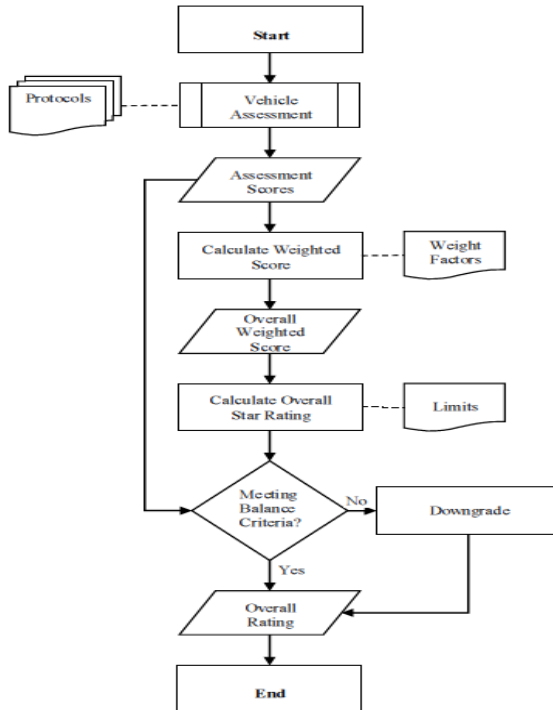 Start
Protocols
Vehicle
Assessment
Assessment
Scores
Calculate Weighted
Score
Weight
Factors
Overall
Weighted
Score
Calculate Overall
Star Rating
Limits
Meeting
Balance
Criteria?
No
Downgrade
Yes
Overall
Rating
End